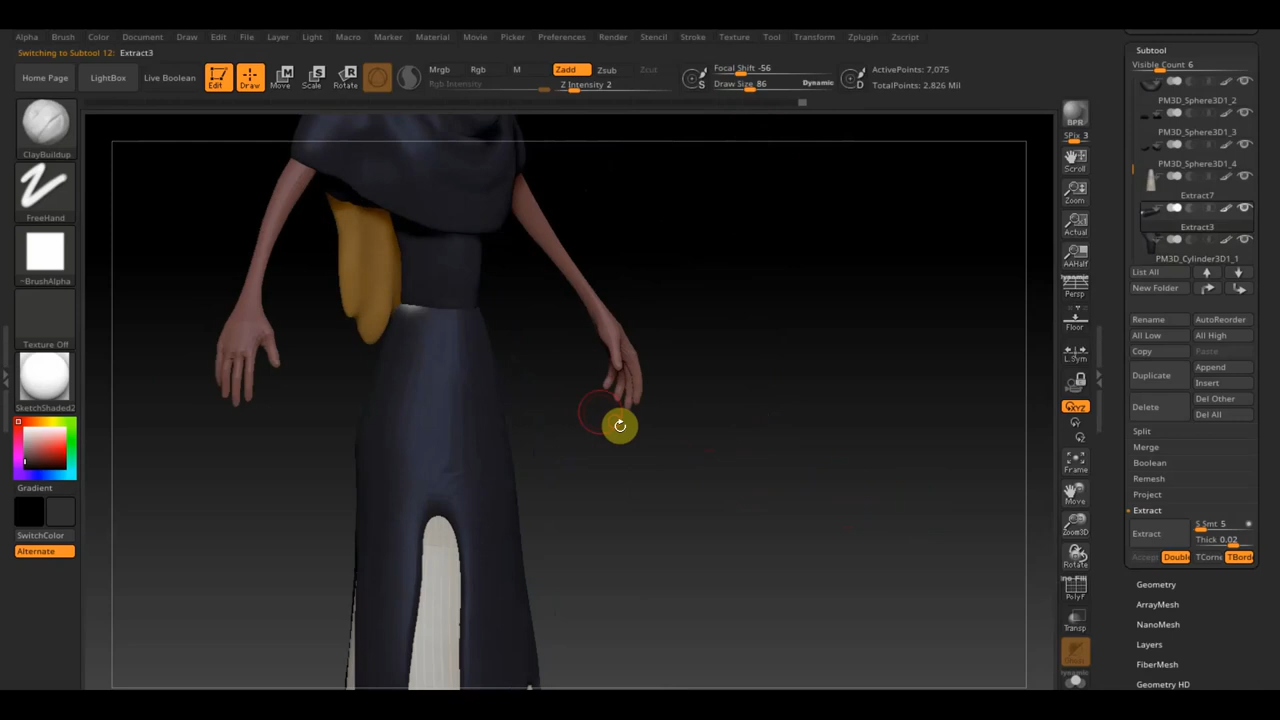 Alpha Brush Color Document Draw Edit File Layer Light Macro Marker Material Movie Picker Preferences Render Stencil Stroke Texture Tool Transform Zplugin Zscript
Switching to Subtool 12: Extract3
Home Page
LightBox
Live Boolean
Edit
Draw
Move
Scale
Rotate
Mrgb Rgb M
Rgb Intensity
Zadd Zsub Zcut
Z Intensity 2
S
Focal Shift -56
Draw Size 86 Dynamic
D
ActivePoints: 7,075
TotalPoints: 2.826 Mil
ClayBuildup
FreeHand
~BrushAlpha
Texture Off
SketchShaded2
Gradient
SwitchColor
Alternate
BPR
SPix 3
Scroll
Zoom
Actual
AAHalf
Persp
Floor
L.Sym
XYZ
Frame
Move
Zoom3D
Rotate
PolyF
Transp
Subtool
Visible Count 6
PM3D_Sphere3D1_2
PM3D_Sphere3D1_3
PM3D_Sphere3D1_4
Extract7
Extract3
PM3D_Cylinder3D1_1
List All
New Folder
Rename AutoReorder
All Low All High
Copy Paste
Duplicate Append
Insert
Delete Del Other
Del All
Split
Merge
Boolean
Remesh
Project
Extract
Extract S Smt 5
Thick 0.02
Accept Double TCorne TBorde
Geometry
ArrayMesh
NanoMesh
Layers
FiberMesh
Geometry HD